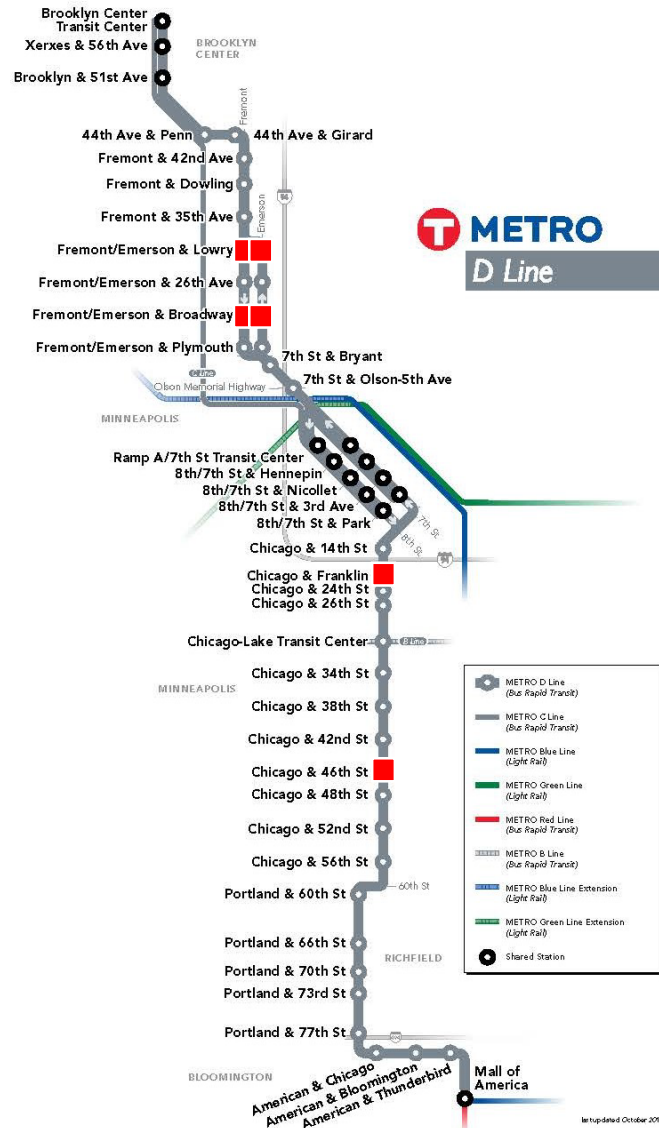 Brooklyn Center
Transit Center
Xerxes & 56th Ave
BROOKLYN
CENTER
Brooklyn & 51st Ave
Fremont
44th Ave & Penn
44th Ave & Girard
Fremont & 42nd Ave
Fremont & Dowling
94
Emerson
Fremont & 35th Ave
T METRO
D Line
Fremont/Emerson & Lowry
Fremont/Emerson & 26th Ave
Fremont/Emerson & Broadway
Fremont/Emerson & Plymouth
7th St & Bryant
C Line
7th St & Olson-5th Ave
Olson Memorial Highway
MINNEAPOLIS
Ramp A/7th St Transit Center
8th/7th St & Hennepin
8th/7th St & Nicollet
8th/7th St & 3rd Ave
8th/7th St & Park
7th St
8th St
Chicago & 14th St
94
Chicago & Franklin
Chicago & 24th St
Chicago & 26th St
Chicago-Lake Transit Center
B Line
Chicago & 34th St
MINNEAPOLIS
Chicago & 38th St
Chicago & 42nd St
Chicago & 46th St
Chicago & 48th St
Chicago & 52nd St
Chicago & 56th St
60th St
Portland & 60th St
Portland & 66th St
RICHFIELD
Portland & 70th St
Portland & 73rd St
Portland & 77th St
BLOOMINGTON
American & Chicago
American & Bloomington
American & Thunderbird
Mall of
America
METRO D Line
(Bus Rapid Transit)
METRO C Line
(Bus Rapid Transit)
METRO Blue Line
(Light Rail)
METRO Green Line
(Light Rail)
METRO Red Line
(Bus Rapid Transit)
METRO B Line
(Bus Rapid Transit)
METRO Blue Line Extension
(Light Rail)
METRO Green Line Extension
(Light Rail)
Shared Station
last updated October 201